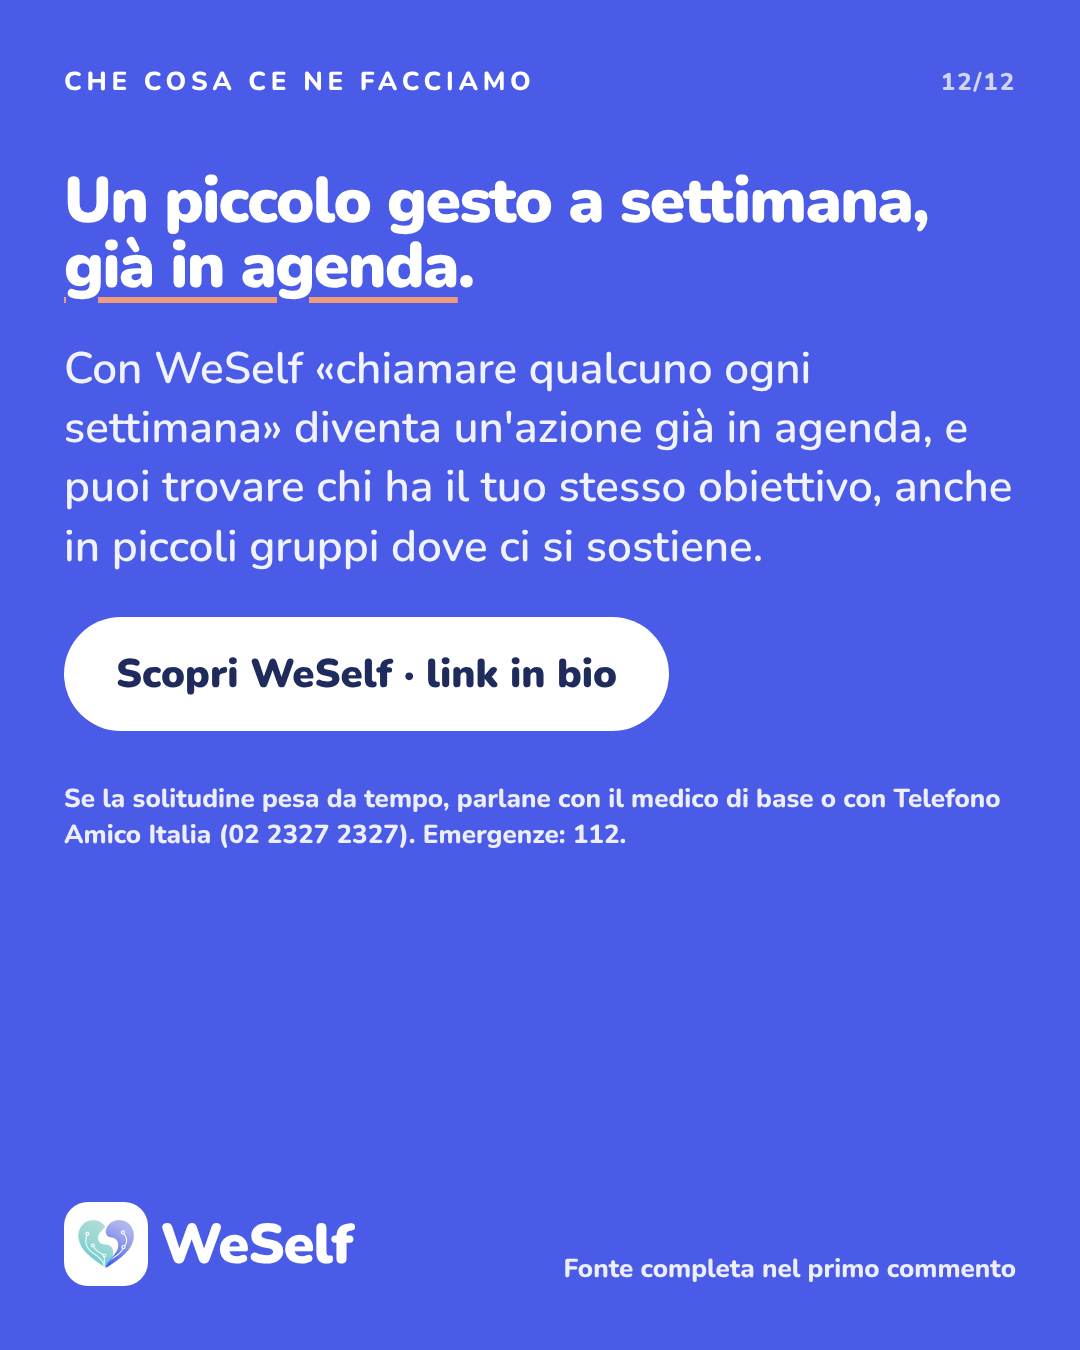 CHE COSA CE NE FACCIAMO
12/12
Un piccolo gesto a settimana,
già in agenda.
Con WeSelf «chiamare qualcuno ogni
settimana» diventa un'azione già in agenda, e
puoi trovare chi ha il tuo stesso obiettivo, anche
in piccoli gruppi dove ci si sostiene.
Scopri WeSelf · link in bio
Se la solitudine pesa da tempo, parlane con il medico di base o con Telefono
Amico Italia (02 2327 2327). Emergenze: 112.
WeSelf
Fonte completa nel primo commento